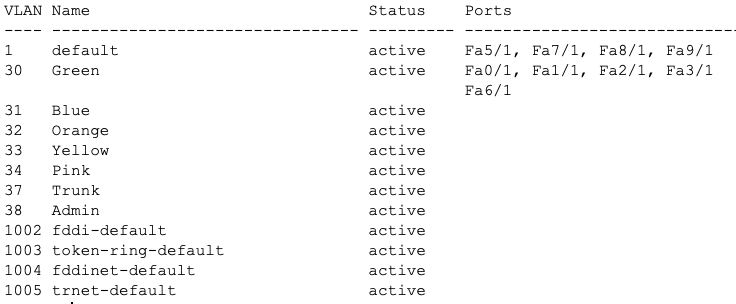 VLAN Name                             Status    Ports
---- -------------------------------- --------- -----------------------------
1    default                          active    Fa5/1, Fa7/1, Fa8/1, Fa9/1
30   Green                            active    Fa0/1, Fa1/1, Fa2/1, Fa3/1
                                                Fa6/1
31   Blue                             active
32   Orange                           active
33   Yellow                           active
34   Pink                             active
37   Trunk                            active
38   Admin                            active
1002 fddi-default                     active
1003 token-ring-default               active
1004 fddinet-default                  active
1005 trnet-default                    active